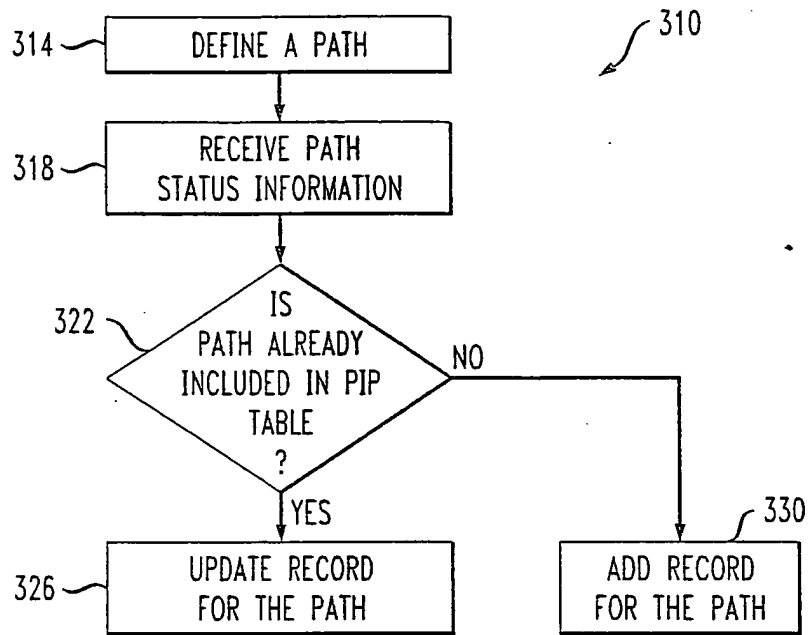 310
314
DEFINE A PATH
318
RECEIVE PATH
STATUS INFORMATION
322
IS
PATH ALREADY
INCLUDED IN PIP
TABLE
?
NO
YES
326
UPDATE RECORD
FOR THE PATH
330
ADD RECORD
FOR THE PATH